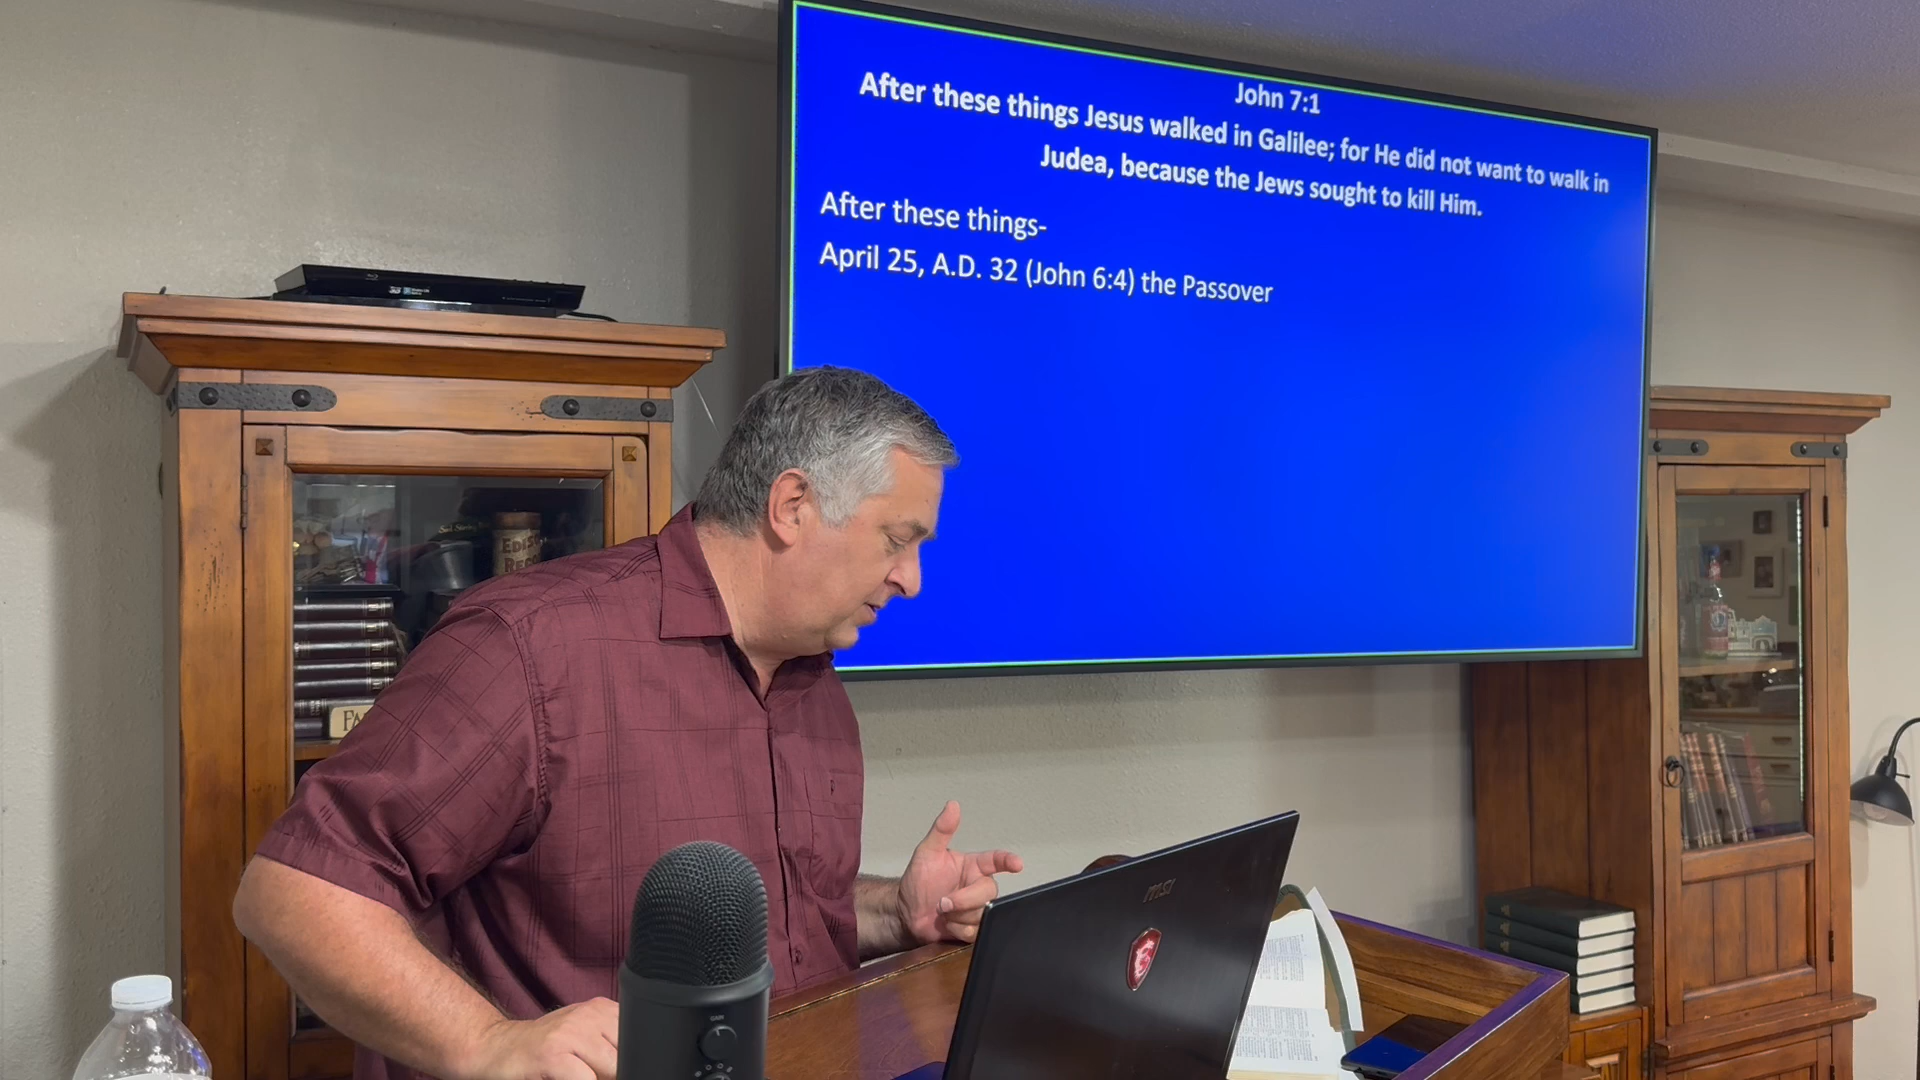 John 7:1
After these things Jesus walked in Galilee; for He did not want to walk in
Judea, because the Jews sought to kill Him.
After these things-
April 25, A.D. 32 (John 6:4) the Passover
msi
GAIN